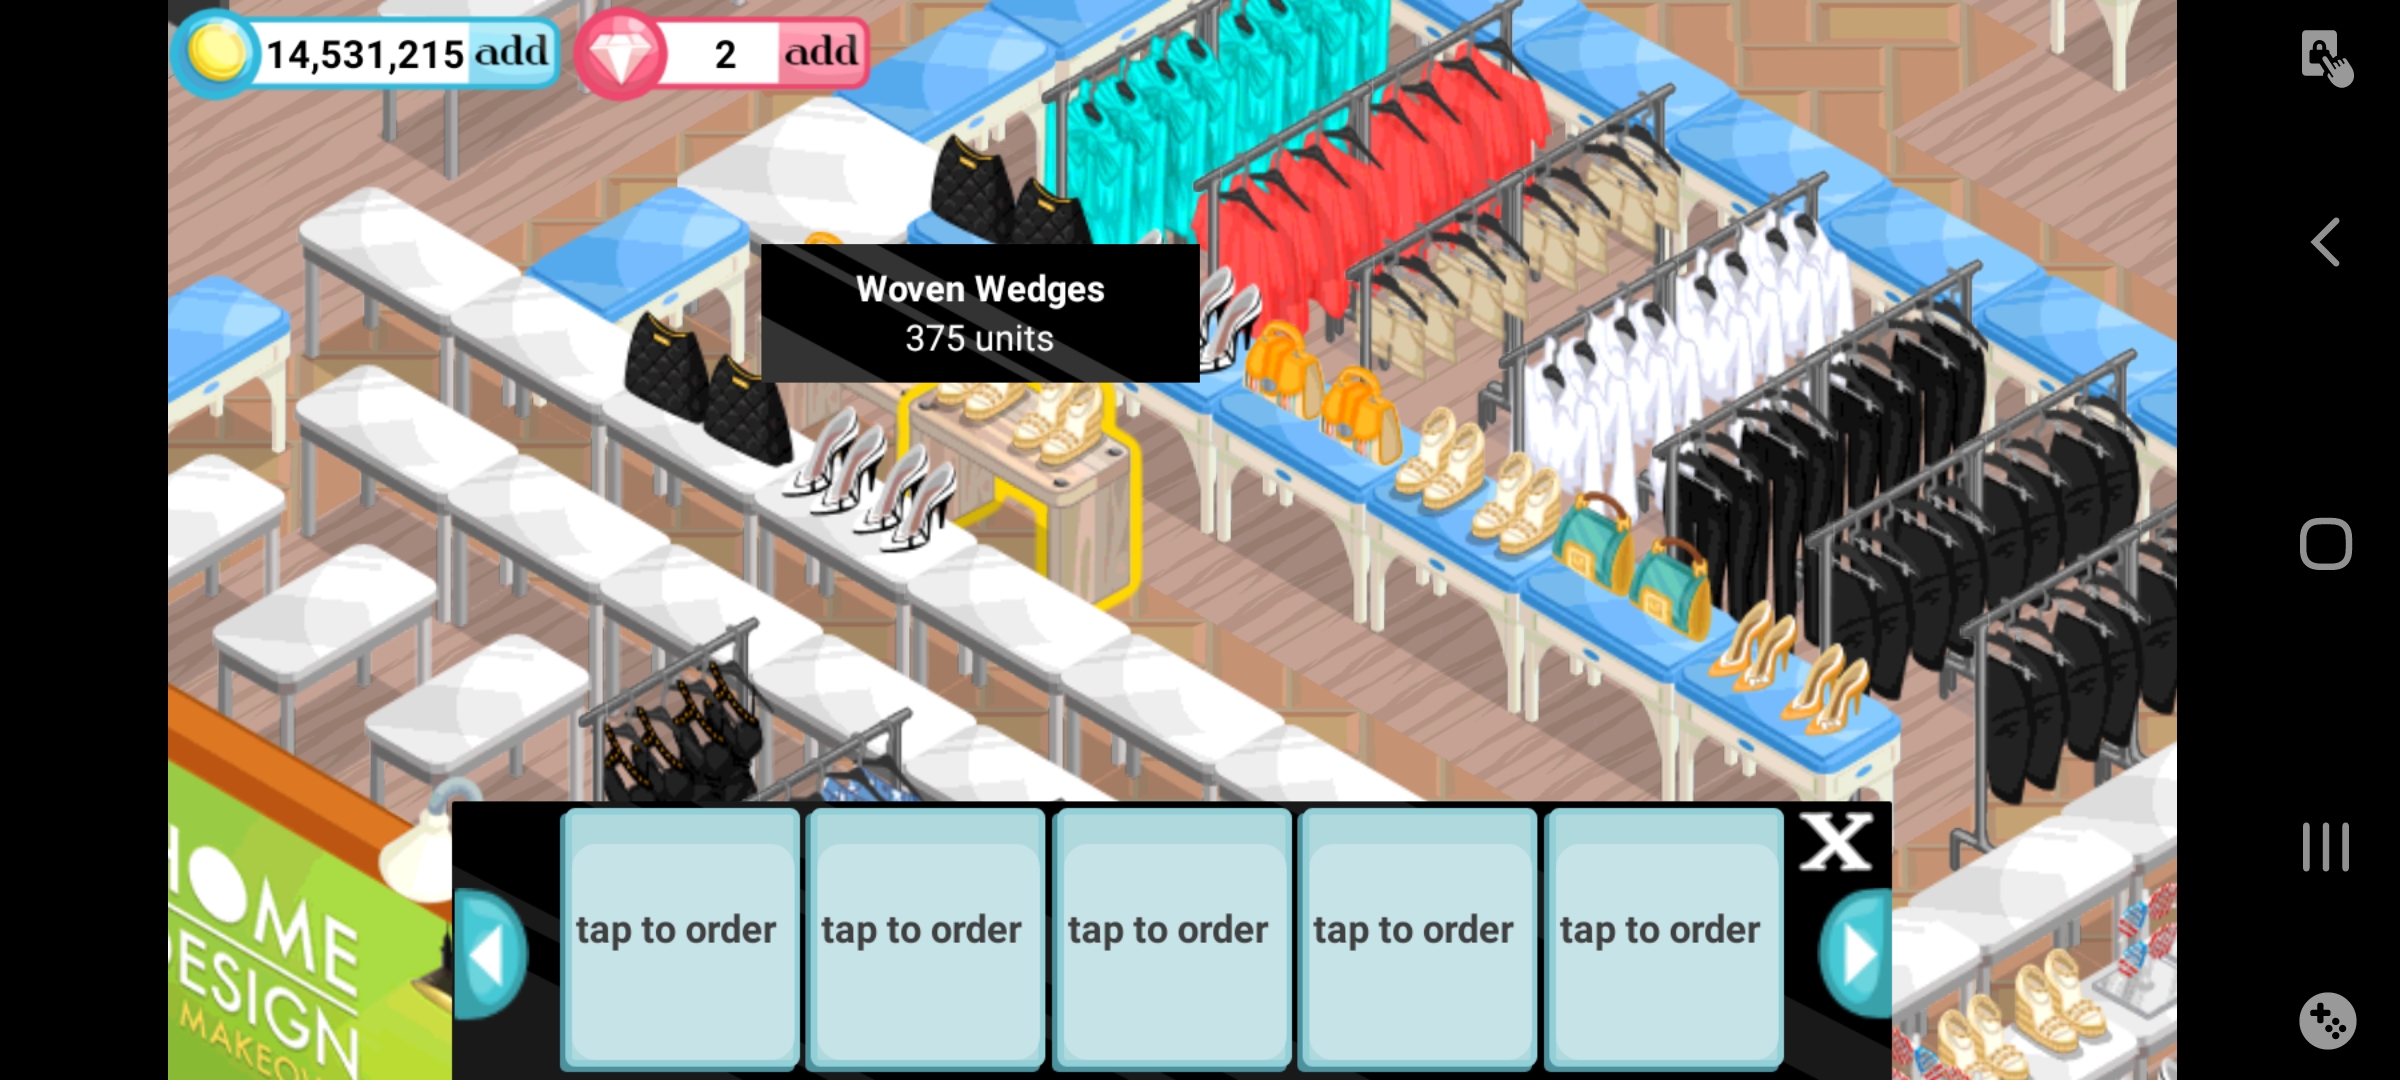 14,531,215 add
2 add
Woven Wedges
375 units
X
tap to order
tap to order
tap to order
tap to order
tap to order
HOME
DESIGN